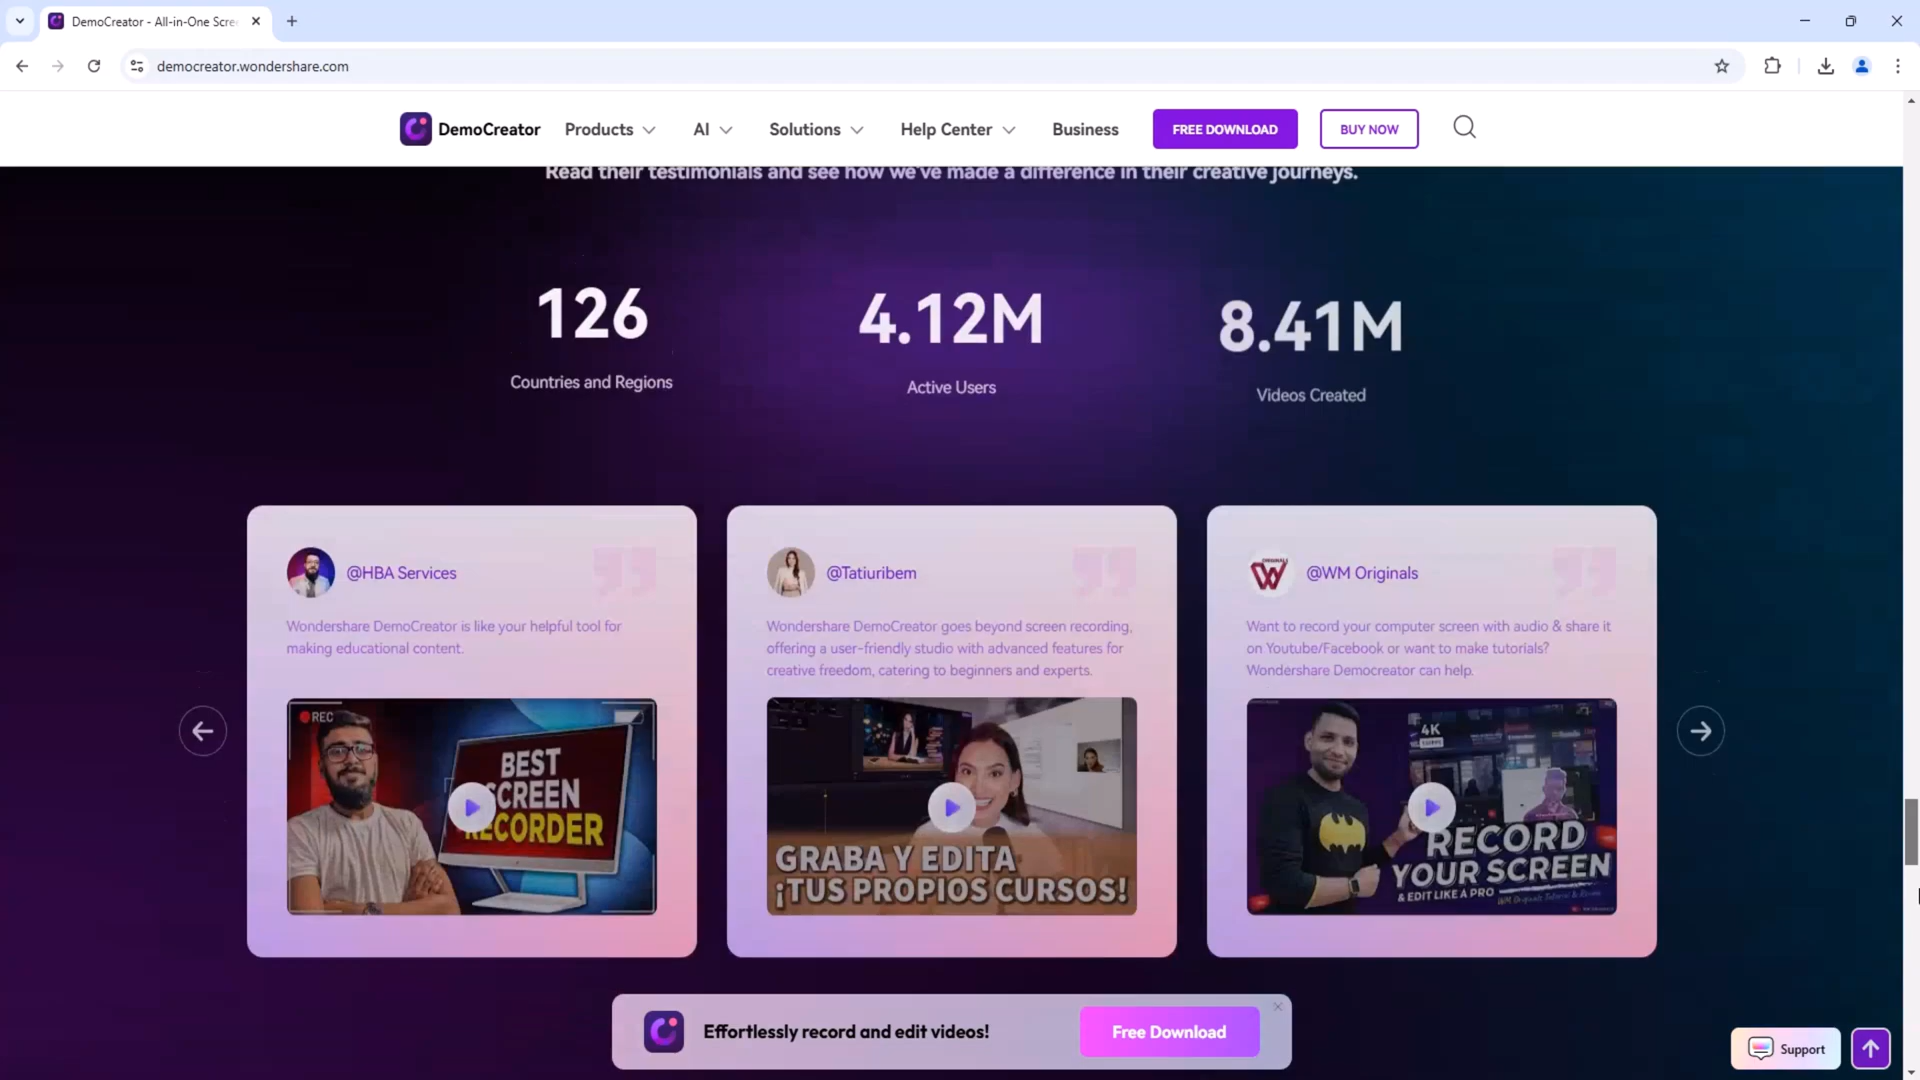 DemoCreator - All-in-One Scre
democreator.wondershare.com
DemoCreator
Products
AI
Solutions
Help Center
Business
FREE DOWNLOAD
BUY NOW
Read their testimonials and see how we've made a difference in their creative journeys.
126
Countries and Regions
4.12M
Active Users
8.41M
Videos Created
@HBA Services
Wondershare DemoCreator is like your helpful tool for
making educational content.
REC
BEST
SCREEN
RECORDER
@Tatiuribem
Wondershare DemoCreator goes beyond screen recording,
offering a user-friendly studio with advanced features for
creative freedom, catering to beginners and experts.
GRABA Y EDITA
¡TUS PROPIOS CURSOS!
ORIGINALS
W
@WM Originals
Want to record your computer screen with audio & share it
on Youtube/Facebook or want to make tutorials?
Wondershare Democreator can help.
4K
RECORD
YOUR SCREEN
& EDIT LIKE A PRO
WM Originals Tutorial &
Effortlessly record and edit videos!
Free Download
Support